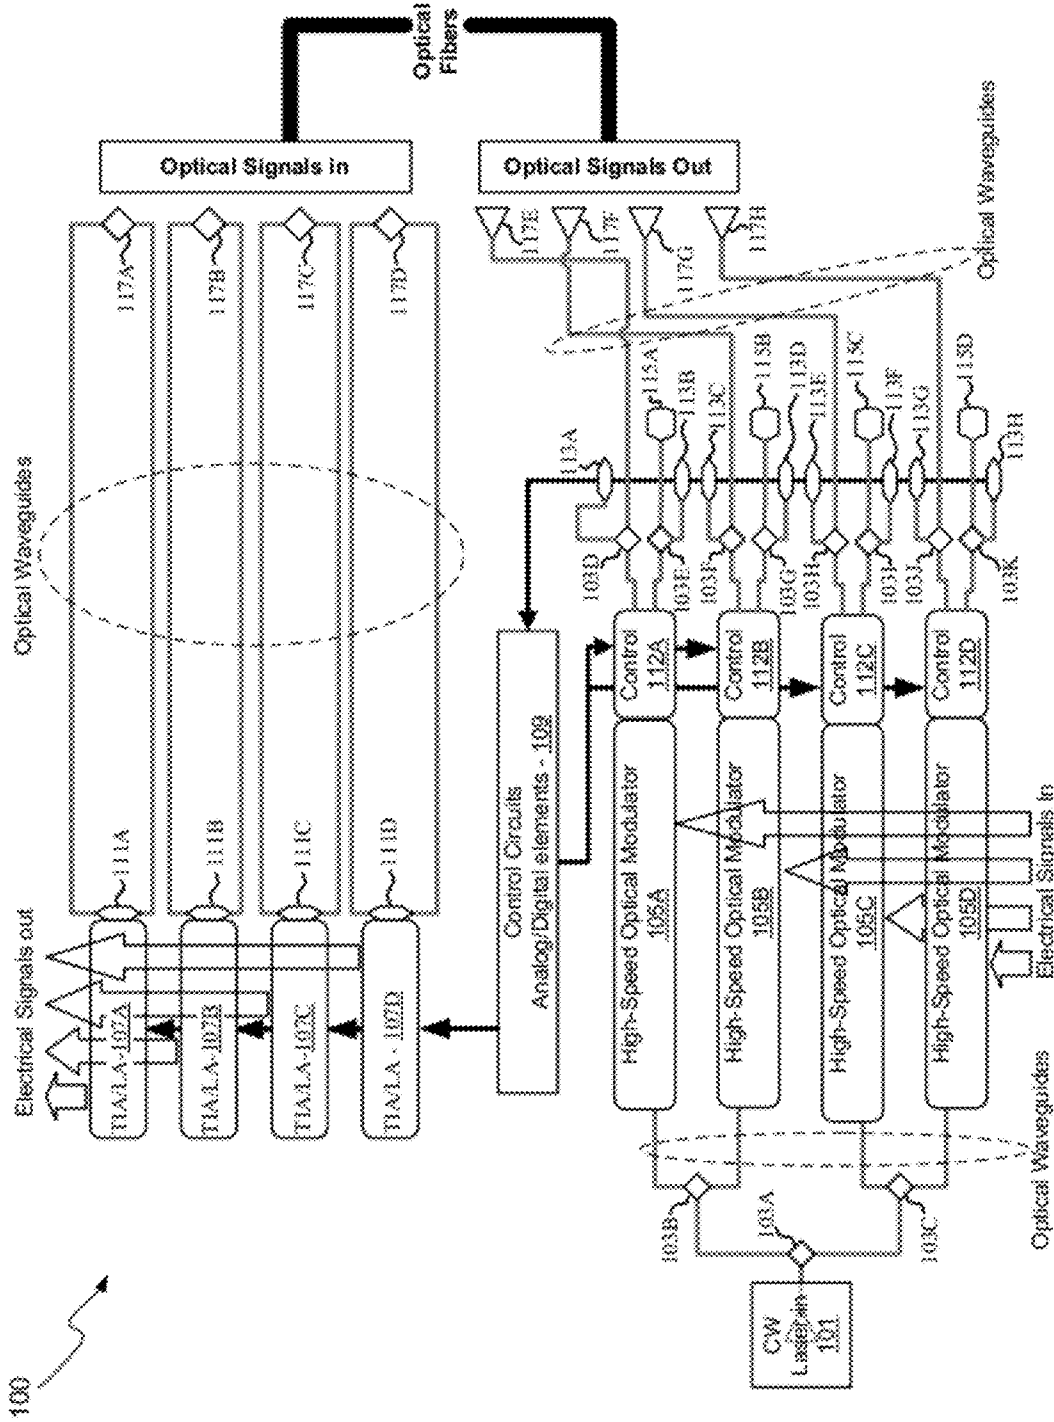 100
Electrical Signals out
Optical Waveguides
TIA/LA-107A
TIA/LA-107B
TIA/LA-107C
TIA/LA - 107D
111A
111B
111C
111D
117A
117B
117C
117D
Optical Signals in
Optical
Fibers
Optical Signals Out
Control Circuits
Analog/Digital elements - 109
CW
Laser in
101
103A
103B
103C
High-Speed Optical Modulator
105A
High-Speed Optical Modulator
105B
High-Speed Optical Modulator
105C
High-Speed Optical Modulator
105D
Control
112A
Control
112B
Control
112C
Control
112D
103D
103E
103F
103G
103H
103I
103J
103K
113A
113B
113C
113D
113E
113F
113G
113H
115A
115B
115C
115D
117E
117F
117G
117H
Optical Waveguides
Electrical Signals In
Optical Waveguides